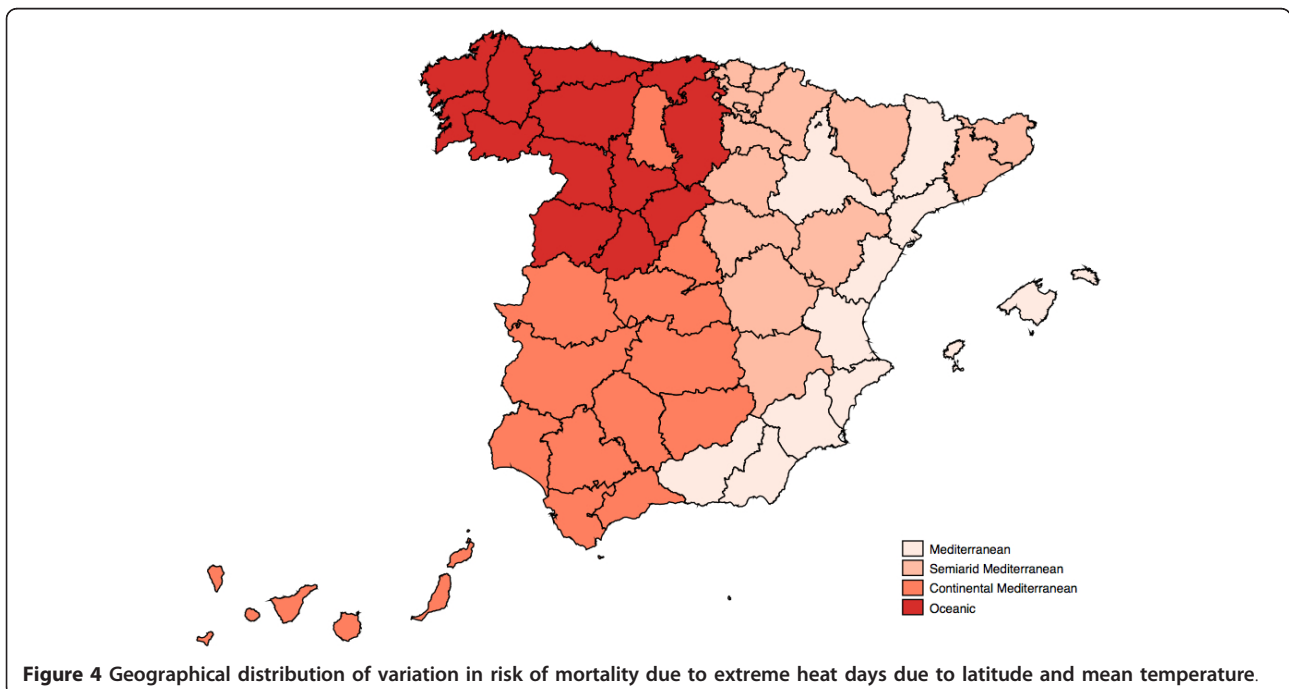 Mediterranean
Semiarid Mediterranean
Continental Mediterranean
Oceanic
Figure 4 Geographical distribution of variation in risk of mortality due to extreme heat days due to latitude and mean temperature.